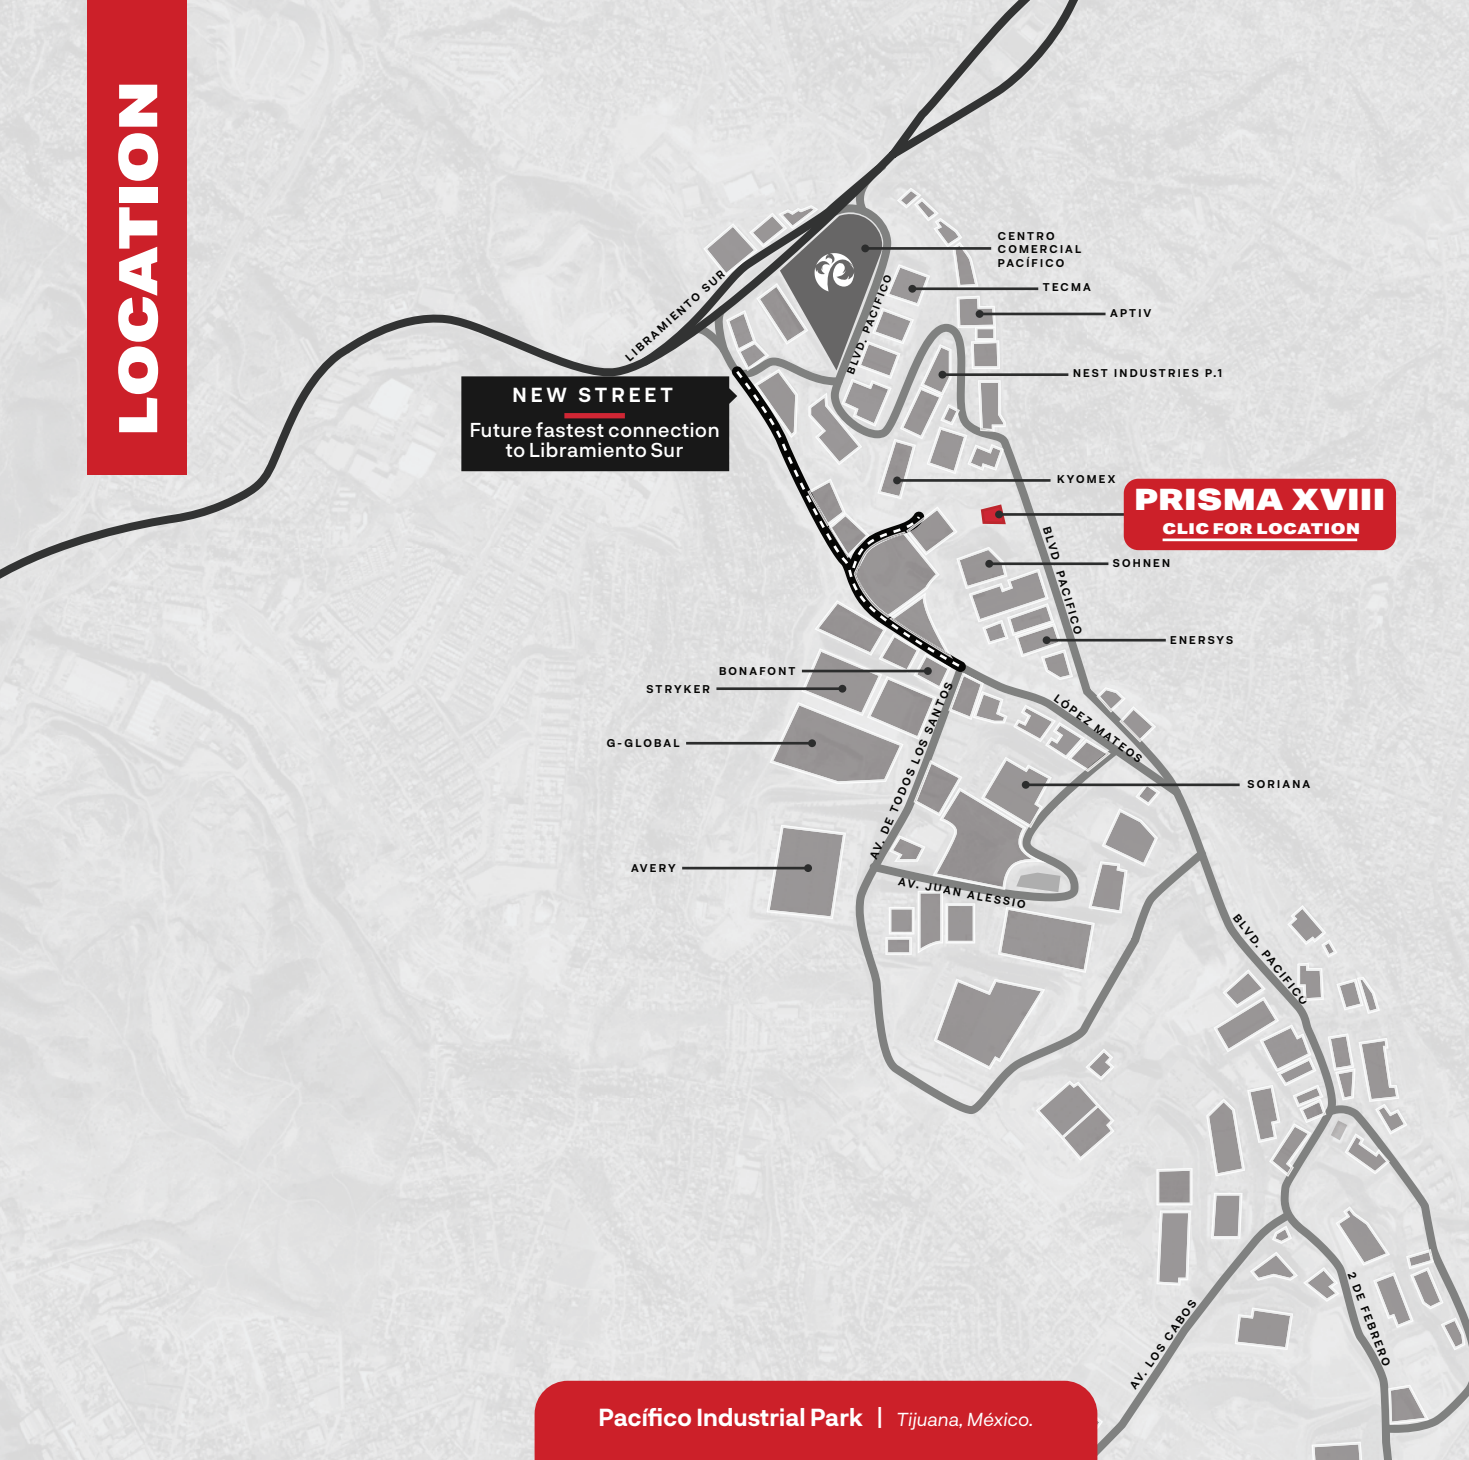 LOCATION
CENTRO
COMERCIAL
PACÍFICO
TECMA
APTIV
LIBRAMIENTO SUR
BLVD. PACIFICO
NEST INDUSTRIES P.1
NEW STREET
Future fastest connection
to Libramiento Sur
KYOMEX
PRISMA XVIII
CLIC FOR LOCATION
BLVD. PACIFICO
SOHNEN
ENERSYS
BONAFONT
STRYKER
LÓPEZ MATEOS
G-GLOBAL
AV. DE TODOS LOS SANTOS
SORIANA
AVERY
AV. JUAN ALESSIO
BLVD. PACIFICO
2 DE FEBRERO
AV. LOS CABOS
Pacífico Industrial Park | Tijuana, México.